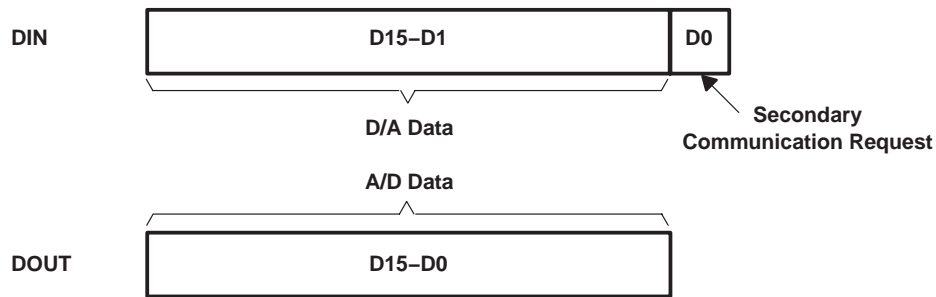 DIN
D15–D1
D0
D/A Data
Secondary
Communication Request
A/D Data
DOUT
D15–D0